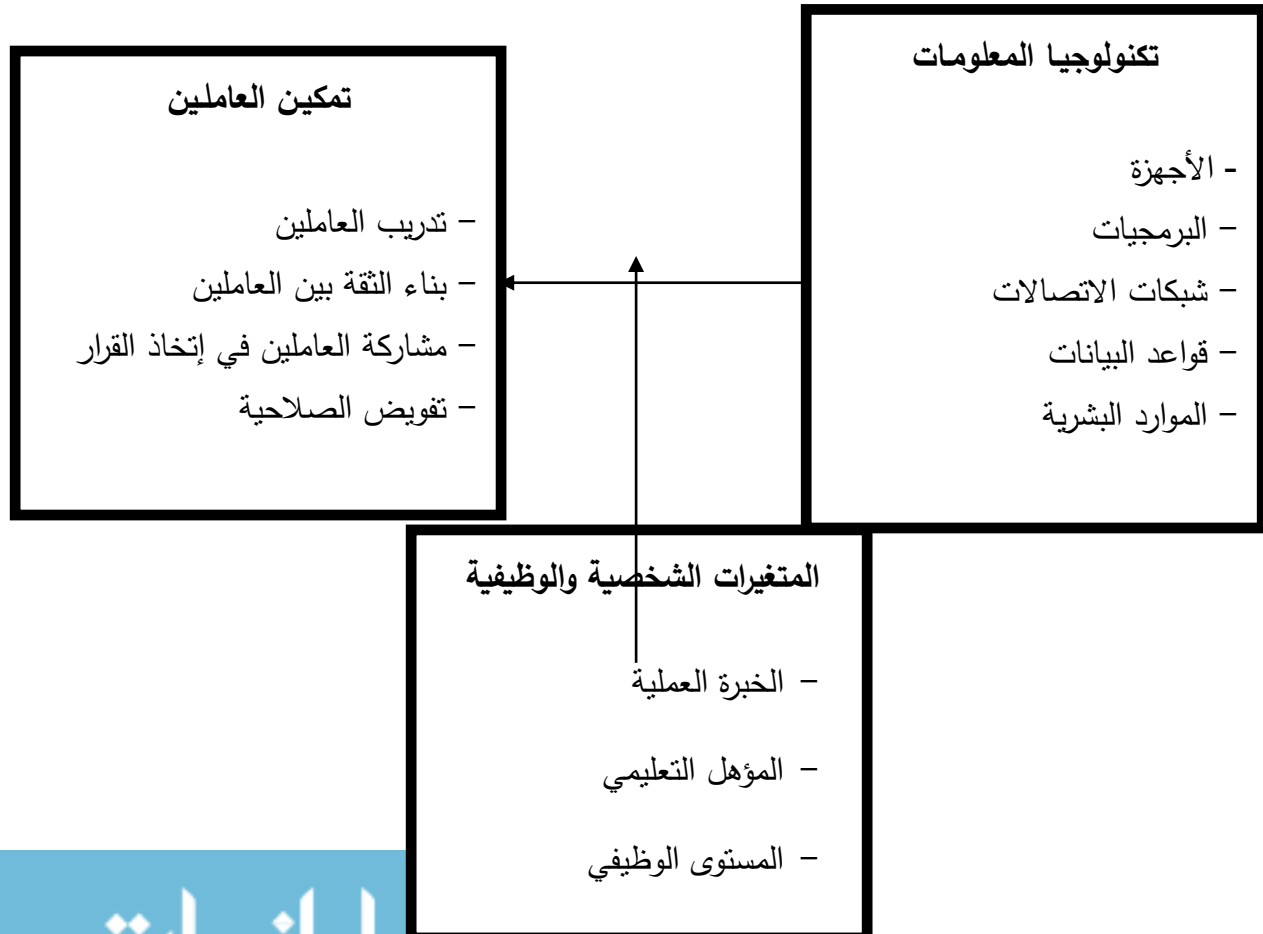 تكنولوجيا المعلومات
- الأجهزة
- البرمجيات
- شبكات الاتصالات
- قواعد البيانات
- الموارد البشرية
تمكين العاملين
- تدريب العاملين
- بناء الثقة بين العاملين
- مشاركة العاملين في إتخاذ القرار
- تفويض الصلاحية
المتغيرات الشخصية والوظيفية
- الخبرة العملية
- المؤهل التعليمي
- المستوى الوظيفي